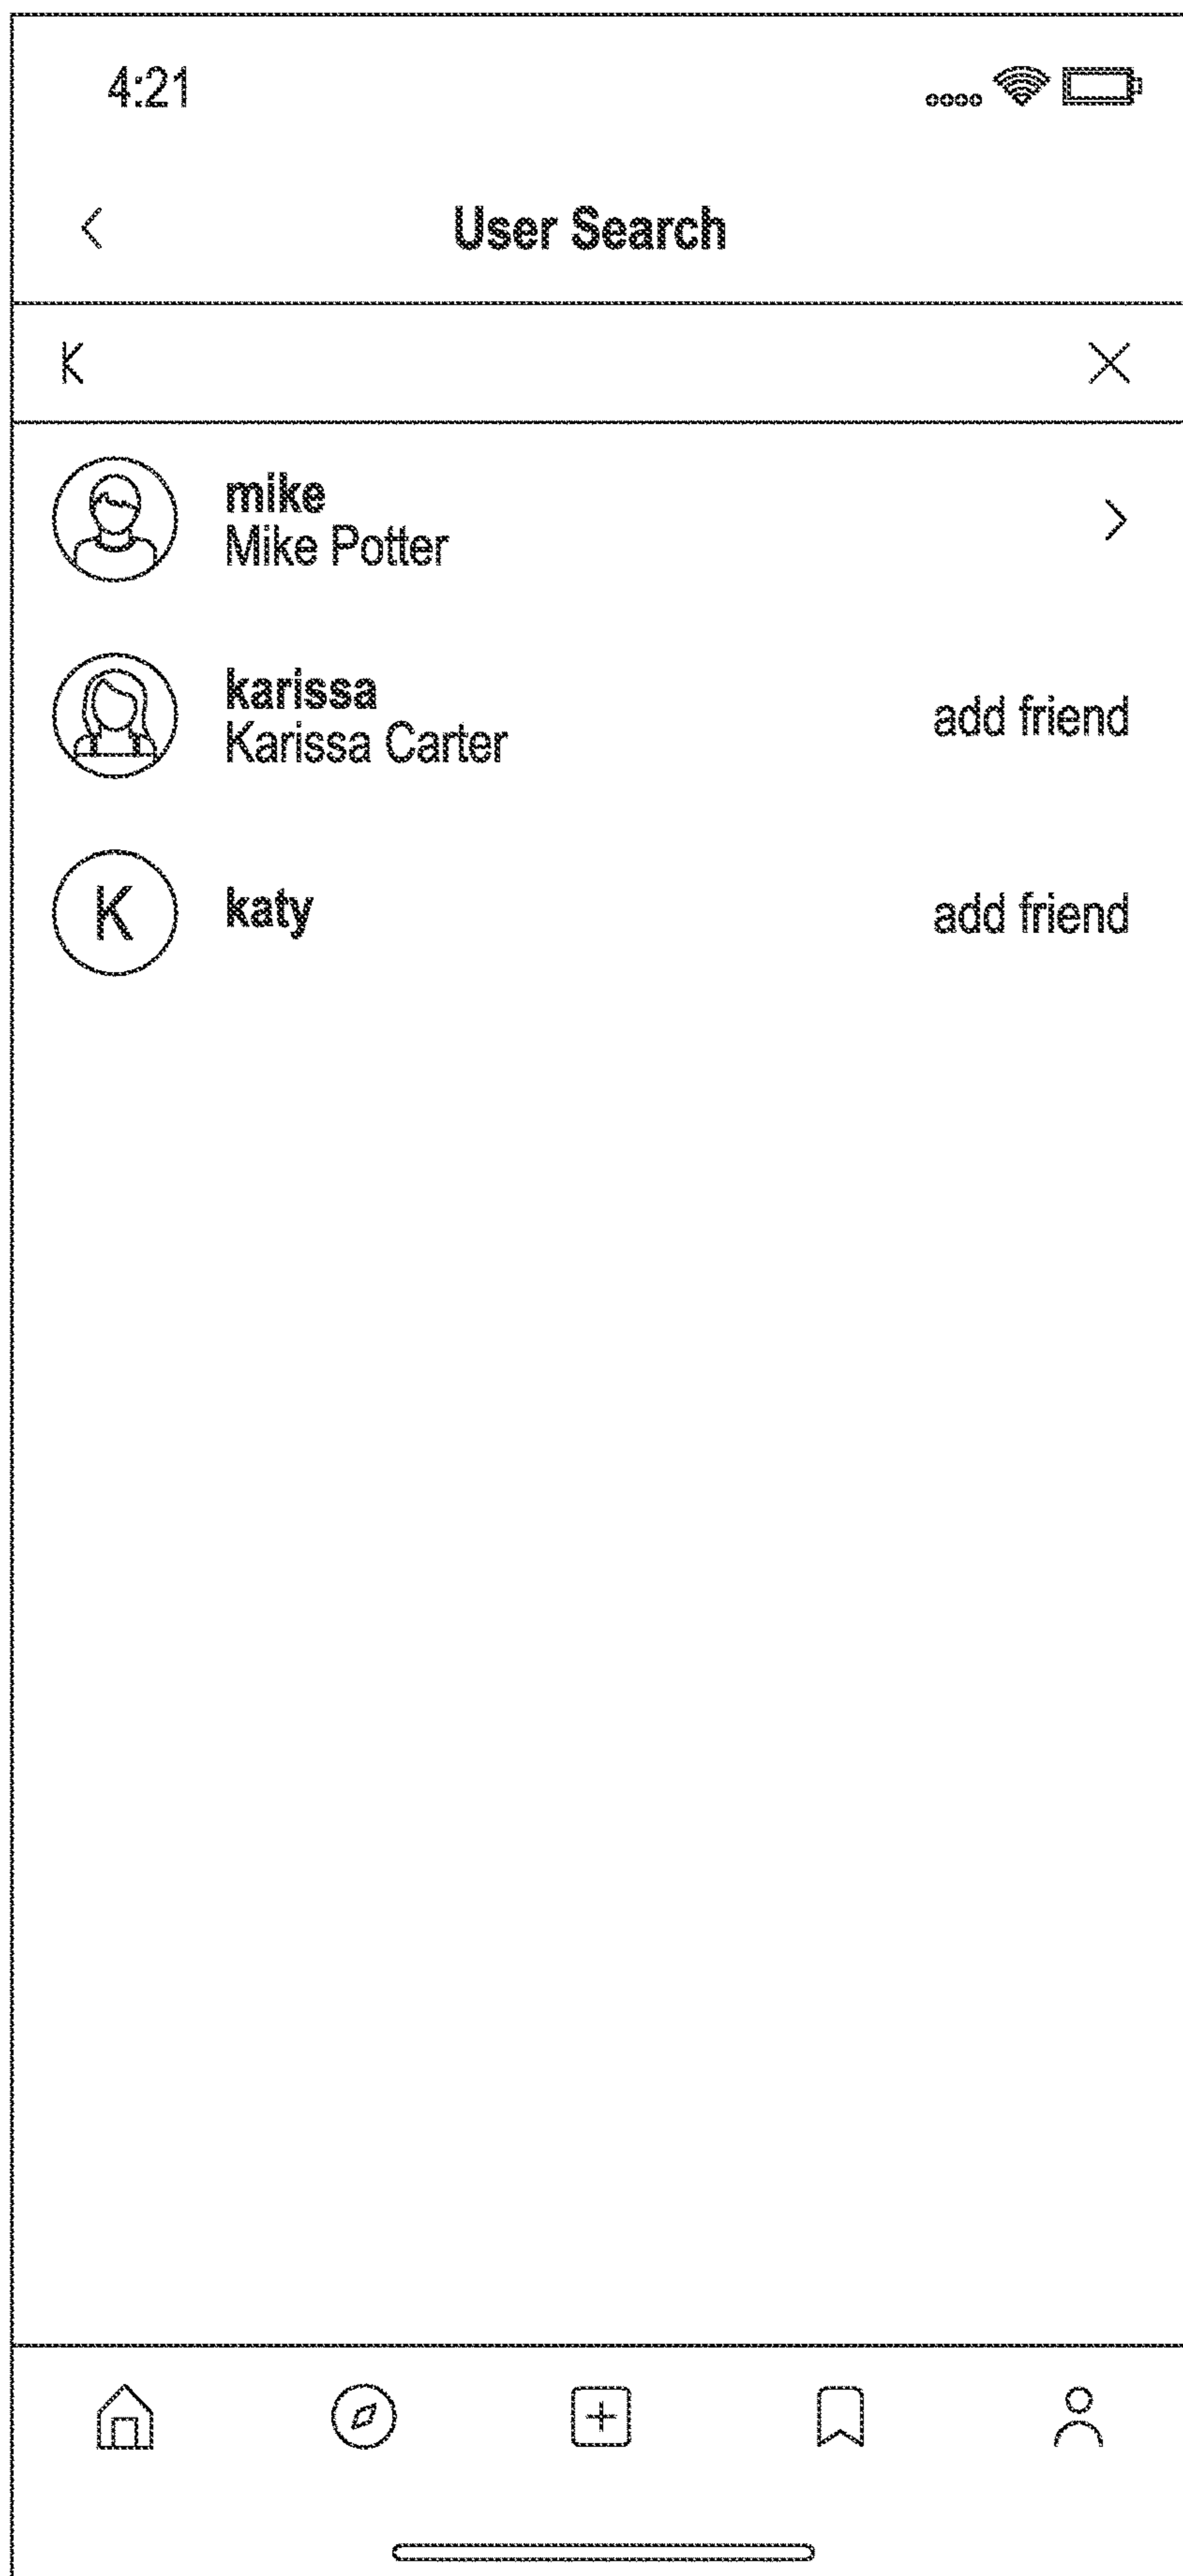 4:21
User Search
K
mike
Mike Potter
karissa
Karissa Carter
add friend
K
katy
add friend